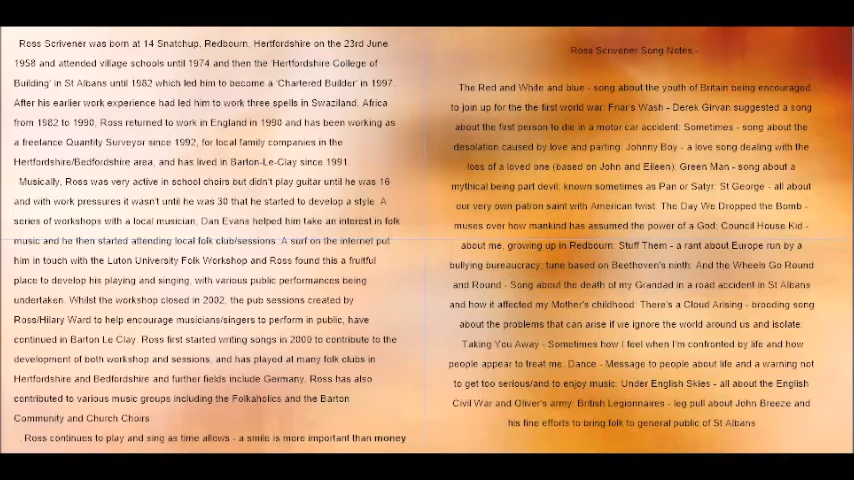 Ross Scrivener was born at 14 Snatchup, Redbourn, Hertfordshire on the 23rd June
1958 and attended village schools until 1974 and then the 'Hertfordshire College of
Building' in St Albans until 1982 which led him to become a 'Chartered Builder' in 1997.
After his earlier work experience had led him to work three spells in Swaziland, Africa
from 1982 to 1990, Ross returned to work in England in 1990 and has been working as
a freelance Quantity Surveyor since 1992, for local family companies in the
Hertfordshire/Bedfordshire area, and has lived in Barton-Le-Clay since 1991.
Musically, Ross was very active in school choirs but didn't play guitar until he was 16
and with work pressures it wasn't until he was 30 that he started to develop a style. A
series of workshops with a local musician, Dan Evans helped him take an interest in folk
music and he then started attending local folk club/sessions. A surf on the internet put
him in touch with the Luton University Folk Workshop and Ross found this a fruitful
place to develop his playing and singing, with various public performances being
undertaken. Whilst the workshop closed in 2002, the pub sessions created by
Ross/Hilary Ward to help encourage musicians/singers to perform in public, have
continued in Barton Le Clay. Ross first started writing songs in 2000 to contribute to the
development of both workshop and sessions, and has played at many folk clubs in
Hertfordshire and Bedfordshire and further fields include Germany. Ross has also
contributed to various music groups including the Folkaholics and the Barton
Community and Church Choirs
. Ross continues to play and sing as time allows - a smile is more important than money
Ross Scrivener Song Notes:-
The Red and White and blue - song about the youth of Britain being encouraged
to join up for the the first world war: Friar's Wash - Derek Girvan suggested a song
about the first person to die in a motor car accident: Sometimes - song about the
desolation caused by love and parting: Johnny Boy - a love song dealing with the
loss of a loved one (based on John and Eileen): Green Man - song about a
mythical being part devil; known sometimes as Pan or Satyr: St George - all about
our very own patron saint with American twist: The Day We Dropped the Bomb -
muses over how mankind has assumed the power of a God: Council House Kid -
about me, growing up in Redbourn: Stuff Them - a rant about Europe run by a
bullying bureaucracy; tune based on Beethoven's ninth: And the Wheels Go Round
and Round - Song about the death of my Grandad in a road accident in St Albans
and how it affected my Mother's childhood: There's a Cloud Arising - brooding song
about the problems that can arise if we ignore the world around us and isolate:
Taking You Away - Sometimes how I feel when I'm confronted by life and how
people appear to treat me: Dance - Message to people about life and a warning not
to get too serious/and to enjoy music: Under English Skies - all about the English
Civil War and Oliver's army: British Legionnaires - leg pull about John Breeze and
his fine efforts to bring folk to general public of St Albans